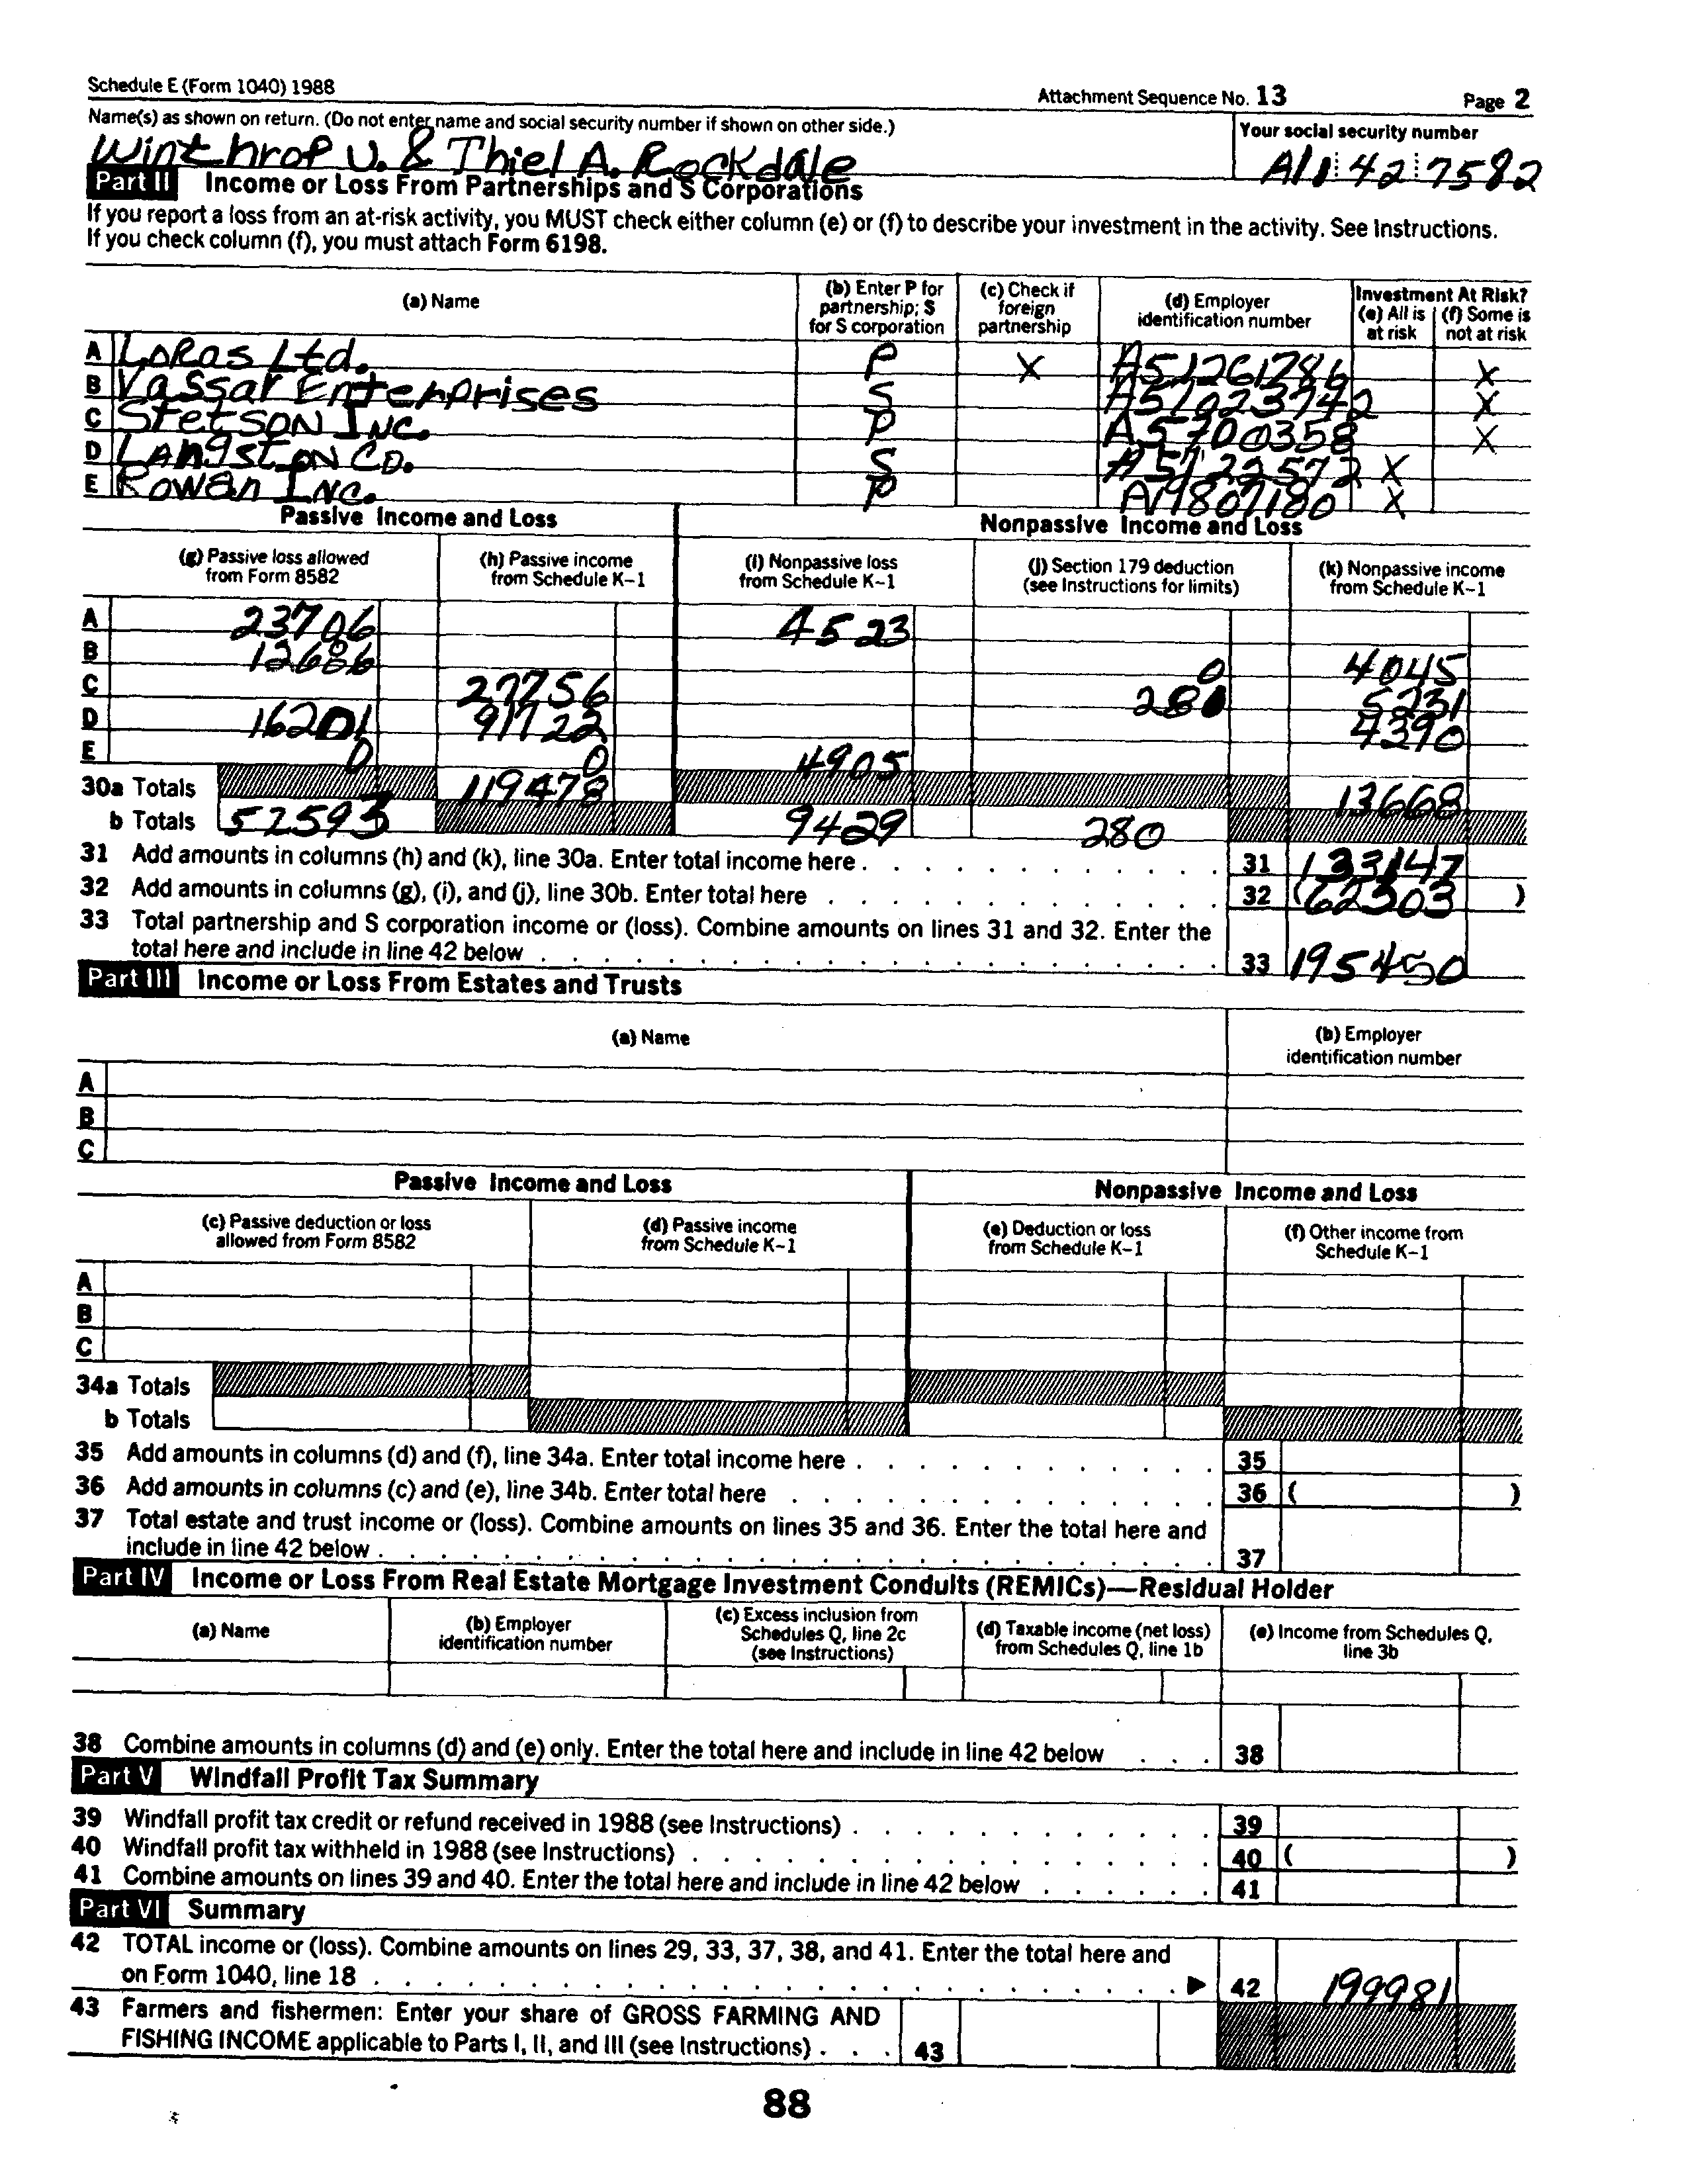 Schedule E (Form 1040) 1988 Attachment Sequence No. 13 Page 2
Name(s) as shown on return. (Do not enter name and social security number if shown on other side.) Your social security number
Winthrop U. & Thiel A. Rockdale A11 42 7582
Part II Income or Loss From Partnerships and S Corporations
If you report a loss from an at-risk activity, you MUST check either column (e) or (f) to describe your investment in the activity. See Instructions.
If you check column (f), you must attach Form 6198.
(a) Name (b) Enter P for partnership; S for S corporation (c) Check if foreign partnership (d) Employer identification number Investment At Risk? (e) All is at risk (f) Some is not at risk
A Loras Ltd. P X A51261786 X
B Vassar Enterprises S A57023742 X
C Stetson Inc. P A5700358 X
D Langston Co. S A5122572 X
E Rowan Inc. P A19807180 X
Passive Income and Loss Nonpassive Income and Loss
(g) Passive loss allowed from Form 8582 (h) Passive income from Schedule K-1 (i) Nonpassive loss from Schedule K-1 (j) Section 179 deduction (see Instructions for limits) (k) Nonpassive income from Schedule K-1
A 23706 4523
B 12686 0 4045
C 27756 280 5231
D 16201 91722 4390
E 0 0 4905
30a Totals 119478 13668
b Totals 52593 9429 280
31 Add amounts in columns (h) and (k), line 30a. Enter total income here 31 133147
32 Add amounts in columns (g), (i), and (j), line 30b. Enter total here 32 (62303)
33 Total partnership and S corporation income or (loss). Combine amounts on lines 31 and 32. Enter the
total here and include in line 42 below 33 195450
Part III Income or Loss From Estates and Trusts
(a) Name (b) Employer identification number
A
B
C
Passive Income and Loss Nonpassive Income and Loss
(c) Passive deduction or loss allowed from Form 8582 (d) Passive income from Schedule K-1 (e) Deduction or loss from Schedule K-1 (f) Other income from Schedule K-1
A
B
C
34a Totals
b Totals
35 Add amounts in columns (d) and (f), line 34a. Enter total income here 35
36 Add amounts in columns (c) and (e), line 34b. Enter total here 36 ( )
37 Total estate and trust income or (loss). Combine amounts on lines 35 and 36. Enter the total here and
include in line 42 below 37
Part IV Income or Loss From Real Estate Mortgage Investment Conduits (REMICs)—Residual Holder
(a) Name (b) Employer identification number (c) Excess inclusion from Schedules Q, line 2c (see Instructions) (d) Taxable income (net loss) from Schedules Q, line 1b (e) Income from Schedules Q, line 3b
38 Combine amounts in columns (d) and (e) only. Enter the total here and include in line 42 below 38
Part V Windfall Profit Tax Summary
39 Windfall profit tax credit or refund received in 1988 (see Instructions) 39
40 Windfall profit tax withheld in 1988 (see Instructions) 40 ( )
41 Combine amounts on lines 39 and 40. Enter the total here and include in line 42 below 41
Part VI Summary
42 TOTAL income or (loss). Combine amounts on lines 29, 33, 37, 38, and 41. Enter the total here and
on Form 1040, line 18 ▶ 42 199981
43 Farmers and fishermen: Enter your share of GROSS FARMING AND
FISHING INCOME applicable to Parts I, II, and III (see Instructions) 43
88